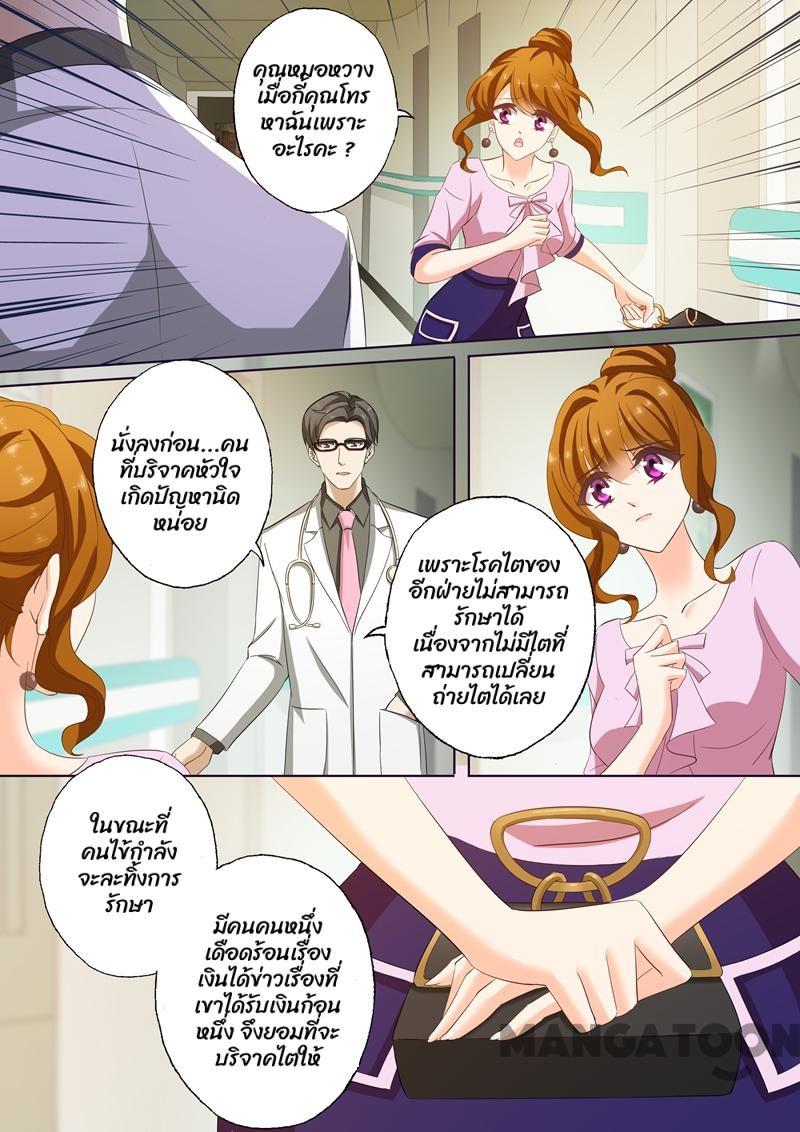 คุณหมอหวาง
เมื่อกี้คุณโทร
หาฉันเพราะ
อะไรคะ ?
นั่งลงก่อน...คน
ที่บริจาคหัวใจ
เกิดปัญหานิด
หน่อย
เพราะโรคไตของ
อีกฝ่ายไม่สามารถ
รักษาได้
เนื่องจากไม่มีไตที่
สามารถเปลี่ยน
ถ่ายไตได้เลย
ในขณะที่
คนไข้กำลัง
จะละทิ้งการ
รักษา
มีคนคนหนึ่ง
เดือดร้อนเรื่อง
เงินได้ข่าวเรื่องที่
เขาได้รับเงินก้อน
หนึ่ง จึงยอมที่จะ
บริจาคไตให้
MANGATOON